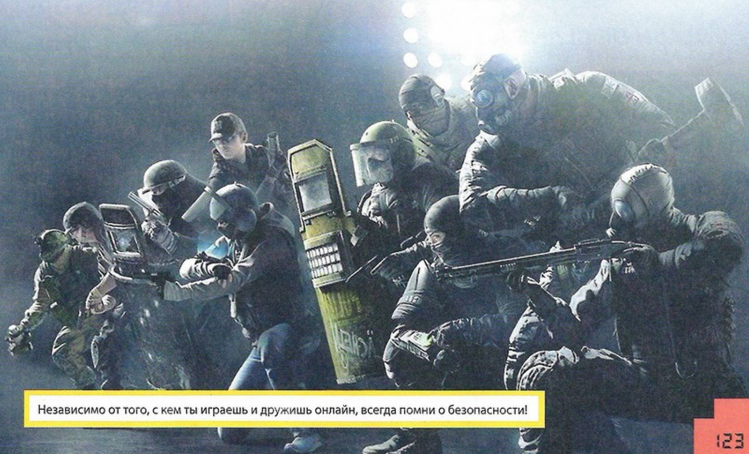 Независимо от того, с кем ты играешь и дружишь онлайн, всегда помни о безопасности!
123